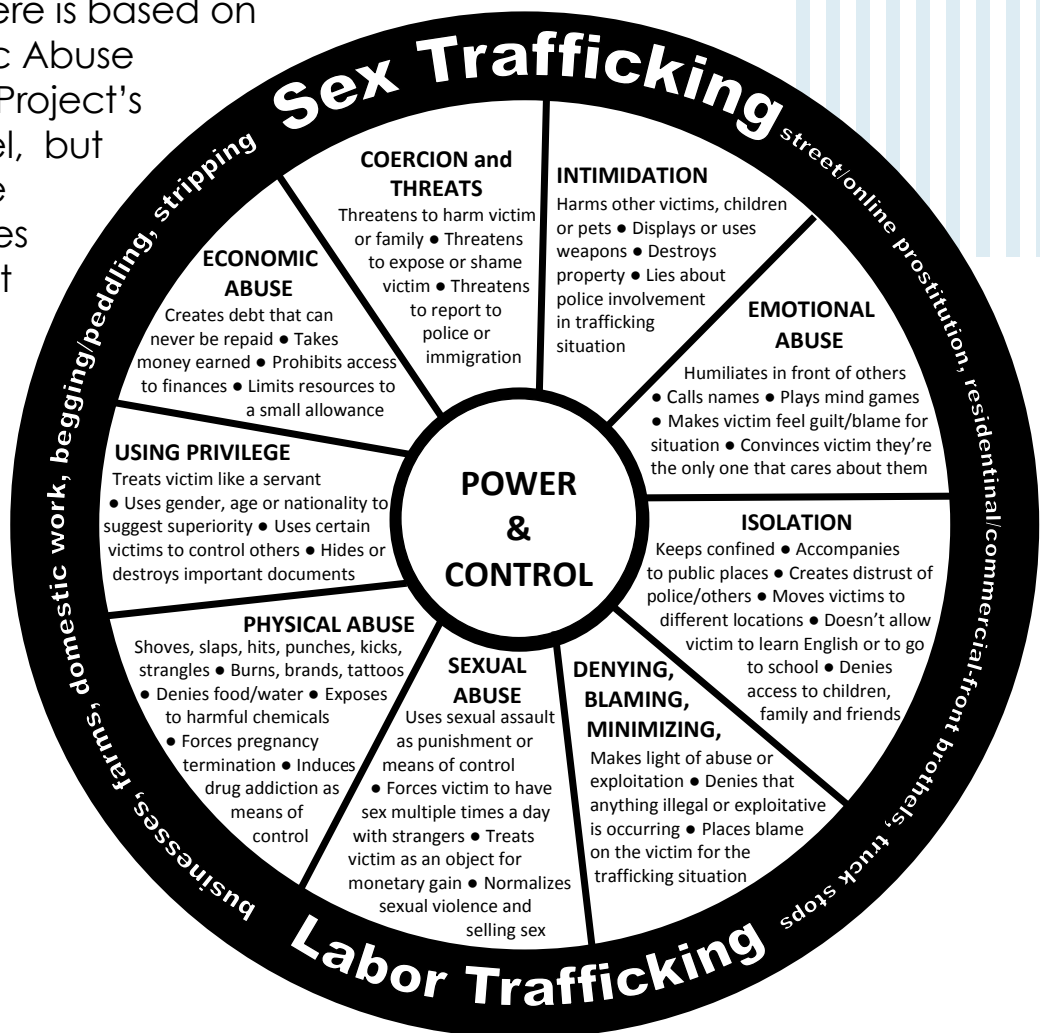 ere is based on
c Abuse
Project's
el, but
e
es
t
Sex Trafficking
street/online prostitution, residentinal/commercial-front brothels, truck stops
Labor Trafficking
businesses, farms, domestic work, begging/peddling, stripping
POWER
&
CONTROL
COERCION and
THREATS
Threatens to harm victim
or family ● Threatens
to expose or shame
victim ● Threatens
to report to
police or
immigration
INTIMIDATION
Harms other victims, children
or pets ● Displays or uses
weapons ● Destroys
property ● Lies about
police involvement
in trafficking
situation
EMOTIONAL
ABUSE
Humiliates in front of others
● Calls names ● Plays mind games
● Makes victim feel guilt/blame for
situation ● Convinces victim they're
the only one that cares about them
ISOLATION
Keeps confined ● Accompanies
to public places ● Creates distrust of
police/others ● Moves victims to
different locations ● Doesn't allow
victim to learn English or to go
to school ● Denies
access to children,
family and friends
DENYING,
BLAMING,
MINIMIZING,
Makes light of abuse or
exploitation ● Denies that
anything illegal or exploitative
is occurring ● Places blame
on the victim for the
trafficking situation
SEXUAL
ABUSE
Uses sexual assault
as punishment or
means of control
● Forces victim to have
sex multiple times a day
with strangers ● Treats
victim as an object for
monetary gain ● Normalizes
sexual violence and
selling sex
PHYSICAL ABUSE
Shoves, slaps, hits, punches, kicks,
strangles ● Burns, brands, tattoos
● Denies food/water ● Exposes
to harmful chemicals
● Forces pregnancy
termination ● Induces
drug addiction as
means of
control
USING PRIVILEGE
Treats victim like a servant
● Uses gender, age or nationality to
suggest superiority ● Uses certain
victims to control others ● Hides or
destroys important documents
ECONOMIC
ABUSE
Creates debt that can
never be repaid ● Takes
money earned ● Prohibits access
to finances ● Limits resources to
a small allowance